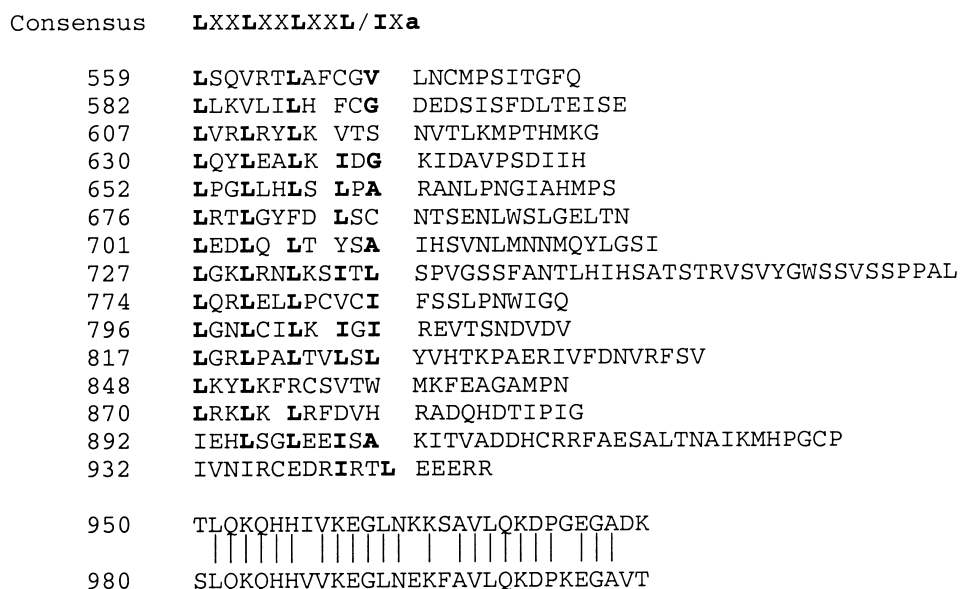 Consensus LXXLXXLXXL/IXa
559 LSQVRTLAFCGV LNCMPSITGFQ
582 LLKVLILH FCG DEDSISFDLTEISE
607 LVRLRYLK VTS NVTLKMPTHMKG
630 LQYLEALK IDG KIDAVPSDIIH
652 LPGLLHLS LPA RANLPNGIAHMPS
676 LRTLGYFD LSC NTSENLWSLGELTN
701 LEDLQ LT YSA IHSVNLMNNMQYLGSI
727 LGKLRNLKSITL SPVGSSFANTLHIHSATSTRVSVYGWSSVSSPPAL
774 LQRLELLPCVCI FSSLPNWIGQ
796 LGNLCILK IGI REVTSNDVDV
817 LGRLPALTVLSL YVHTKPAERIVFDNVRFSV
848 LKYLKFRCSVTW MKFEAGAMPN
870 LRKLK LRFDVH RADQHDTIPIG
892 IEHLSGLEEISA KITVADDHCRRFAESALTNAIKMHPGCP
932 IVNIRCEDRIRTL EEERR
950 TLQKQHHIVKEGLNKKSAVLQKDPGEGADK
980 SLQKQHHVVKEGLNEKFAVLQKDPKEGAVT